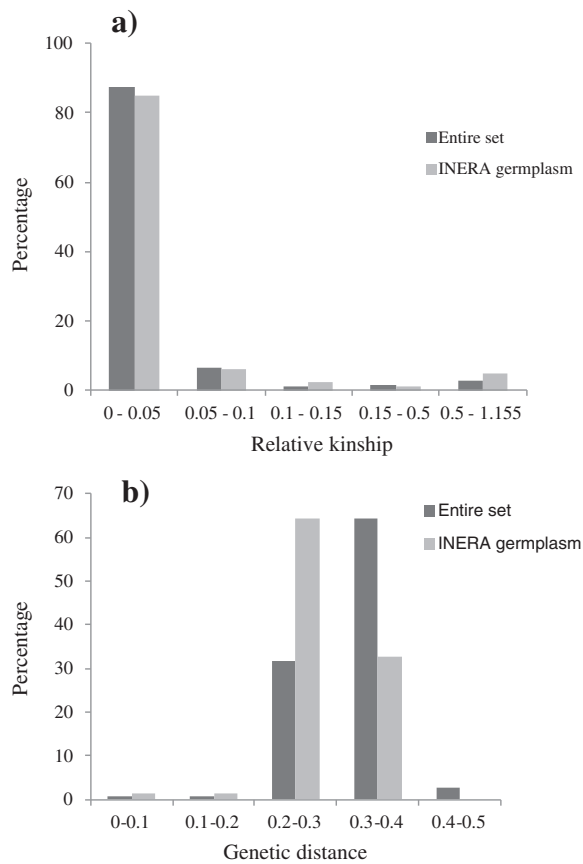 a)
100
80
60
40
20
0
Percentage
Entire set
INERA germplasm
0 - 0.05 0.05 - 0.1 0.1 - 0.15 0.15 - 0.5 0.5 - 1.155
Relative kinship
b)
70
60
50
40
30
20
10
0
Percentage
Entire set
INERA germplasm
0-0.1 0.1-0.2 0.2-0.3 0.3-0.4 0.4-0.5
Genetic distance